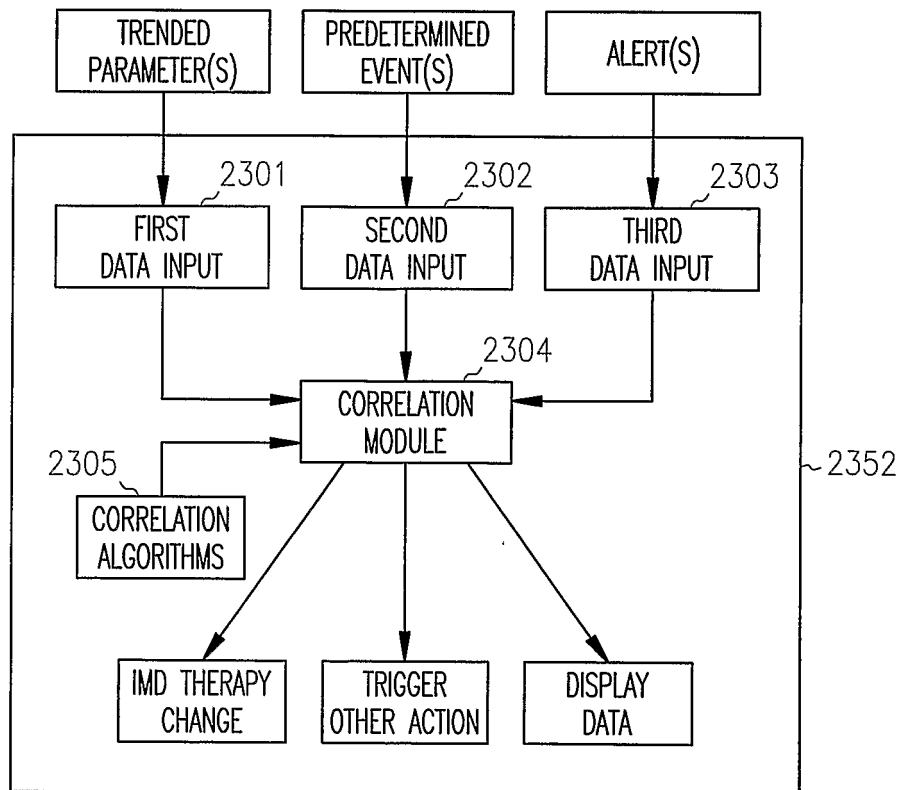 TRENDED
PARAMETER(S)
PREDETERMINED
EVENT(S)
ALERT(S)
2301
2302
2303
FIRST
DATA INPUT
SECOND
DATA INPUT
THIRD
DATA INPUT
2304
CORRELATION
MODULE
2305
2352
CORRELATION
ALGORITHMS
IMD THERAPY
CHANGE
TRIGGER
OTHER ACTION
DISPLAY
DATA